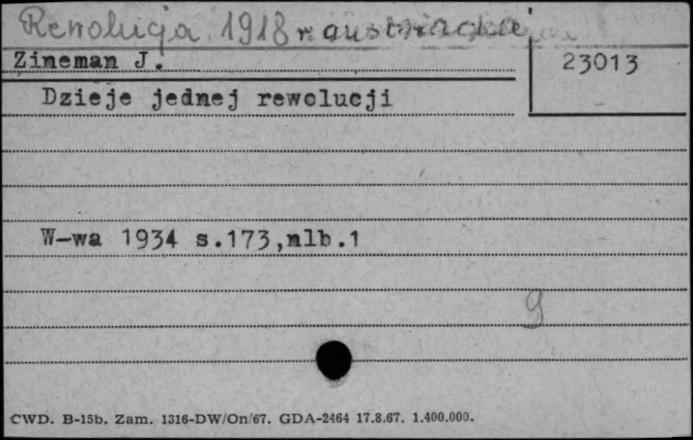 Rewolucja 1918 r. austriacka
Zineman J.
23013
Dzieje jednej rewolucji
W-wa 1934 s.173,nlb.1
g
CWD. B-15b. Zam. 1316-DW/On/67. GDA-2464 17.8.67. 1.400.000.